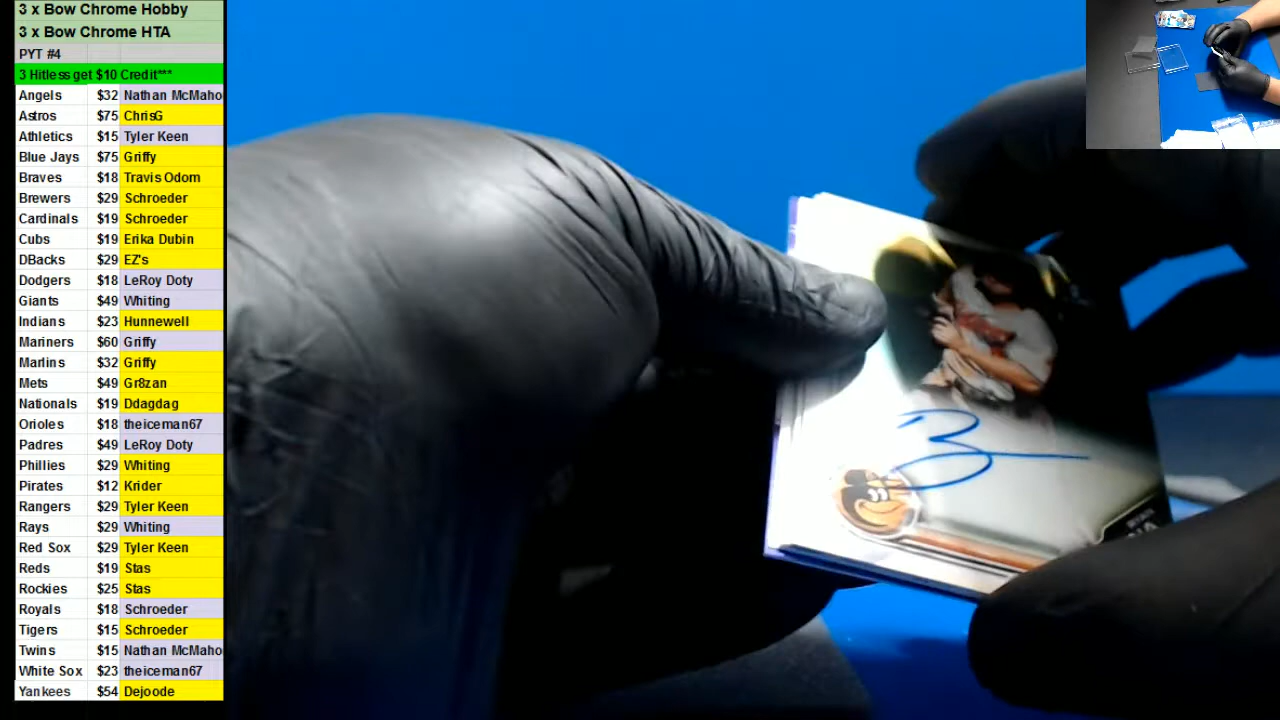 3 x Bow Chrome Hobby
3 x Bow Chrome HTA
PYT #4
3 Hitless get $10 Credit***
Angels $32 Nathan McMaho
Astros $75 ChrisG
Athletics $15 Tyler Keen
Blue Jays $75 Griffy
Braves $18 Travis Odom
Brewers $29 Schroeder
Cardinals $19 Schroeder
Cubs $19 Erika Dubin
DBacks $29 EZ's
Dodgers $18 LeRoy Doty
Giants $49 Whiting
Indians $23 Hunnewell
Mariners $60 Griffy
Marlins $32 Griffy
Mets $49 Gr8zan
Nationals $19 Ddagdag
Orioles $18 theiceman67
Padres $49 LeRoy Doty
Phillies $29 Whiting
Pirates $12 Krider
Rangers $29 Tyler Keen
Rays $29 Whiting
Red Sox $29 Tyler Keen
Reds $19 Stas
Rockies $25 Stas
Royals $18 Schroeder
Tigers $15 Schroeder
Twins $15 Nathan McMaho
White Sox $23 theiceman67
Yankees $54 Dejoode